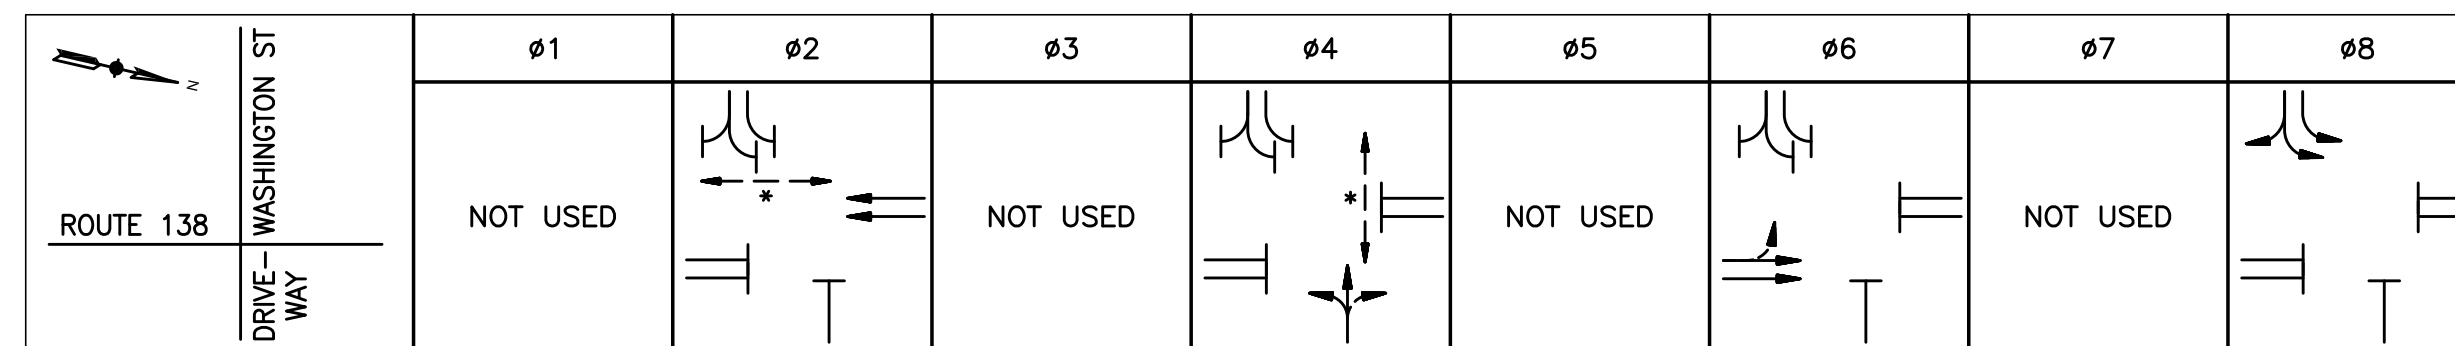 ø1
ø2
ø3
ø4
ø5
ø6
ø7
ø8
N
WASHINGTON ST
ROUTE 138
DRIVE-
WAY
NOT USED
*
NOT USED
*
NOT USED
NOT USED